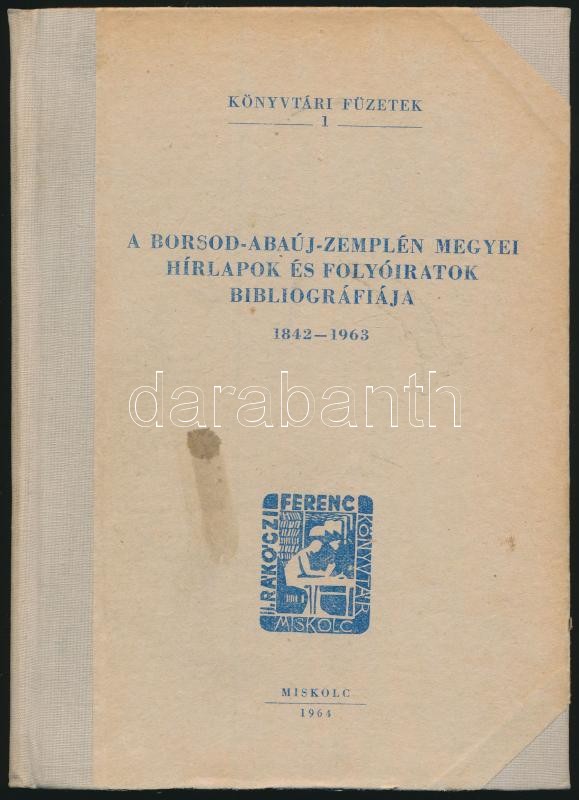 KÖNYVTÁRI FÜZETEK
1
A BORSOD-ABAÚJ-ZEMPLÉN MEGYEI
HÍRLAPOK ÉS FOLYÓIRATOK
BIBLIOGRÁFIÁJA
1842—1963
darabanth
II. RÁKÓCZI
FERENC
KÖNYVTÁR
MISKOLC
MISKOLC
1964